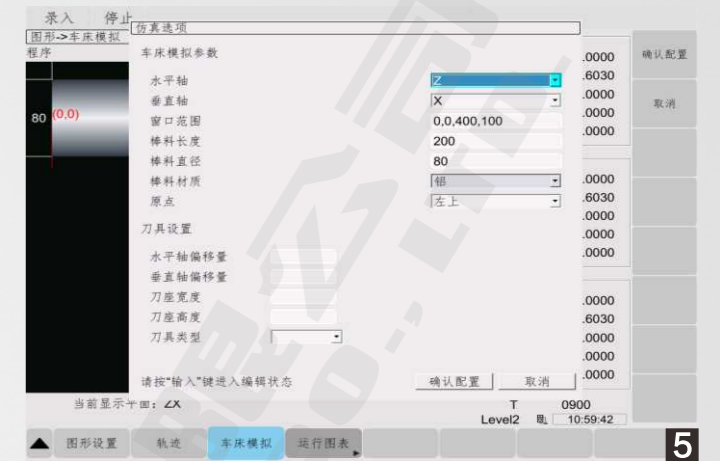 录入 停止
图形->车床模拟
仿真选项
程序
车床模拟参数
.0000
确认配置
水平轴
Z
.6030
垂直轴
X
.0000
取消
80
(0,0)
窗口范围
0,0,400,100
.0000
棒料长度
200
.0000
棒料直径
80
棒料材质
铝
.0000
原点
左上
.6030
.0000
刀具设置
.0000
水平轴偏移量
垂直轴偏移量
刀座宽度
.0000
刀座高度
.6030
刀具类型
.0000
.0000
请按"输入"键进入编辑状态
确认配置
取消
.0000
当前显示平面: ZX
T 0900
Level2
10:59:42
图形设置
轨迹
车床模拟
运行图表
5